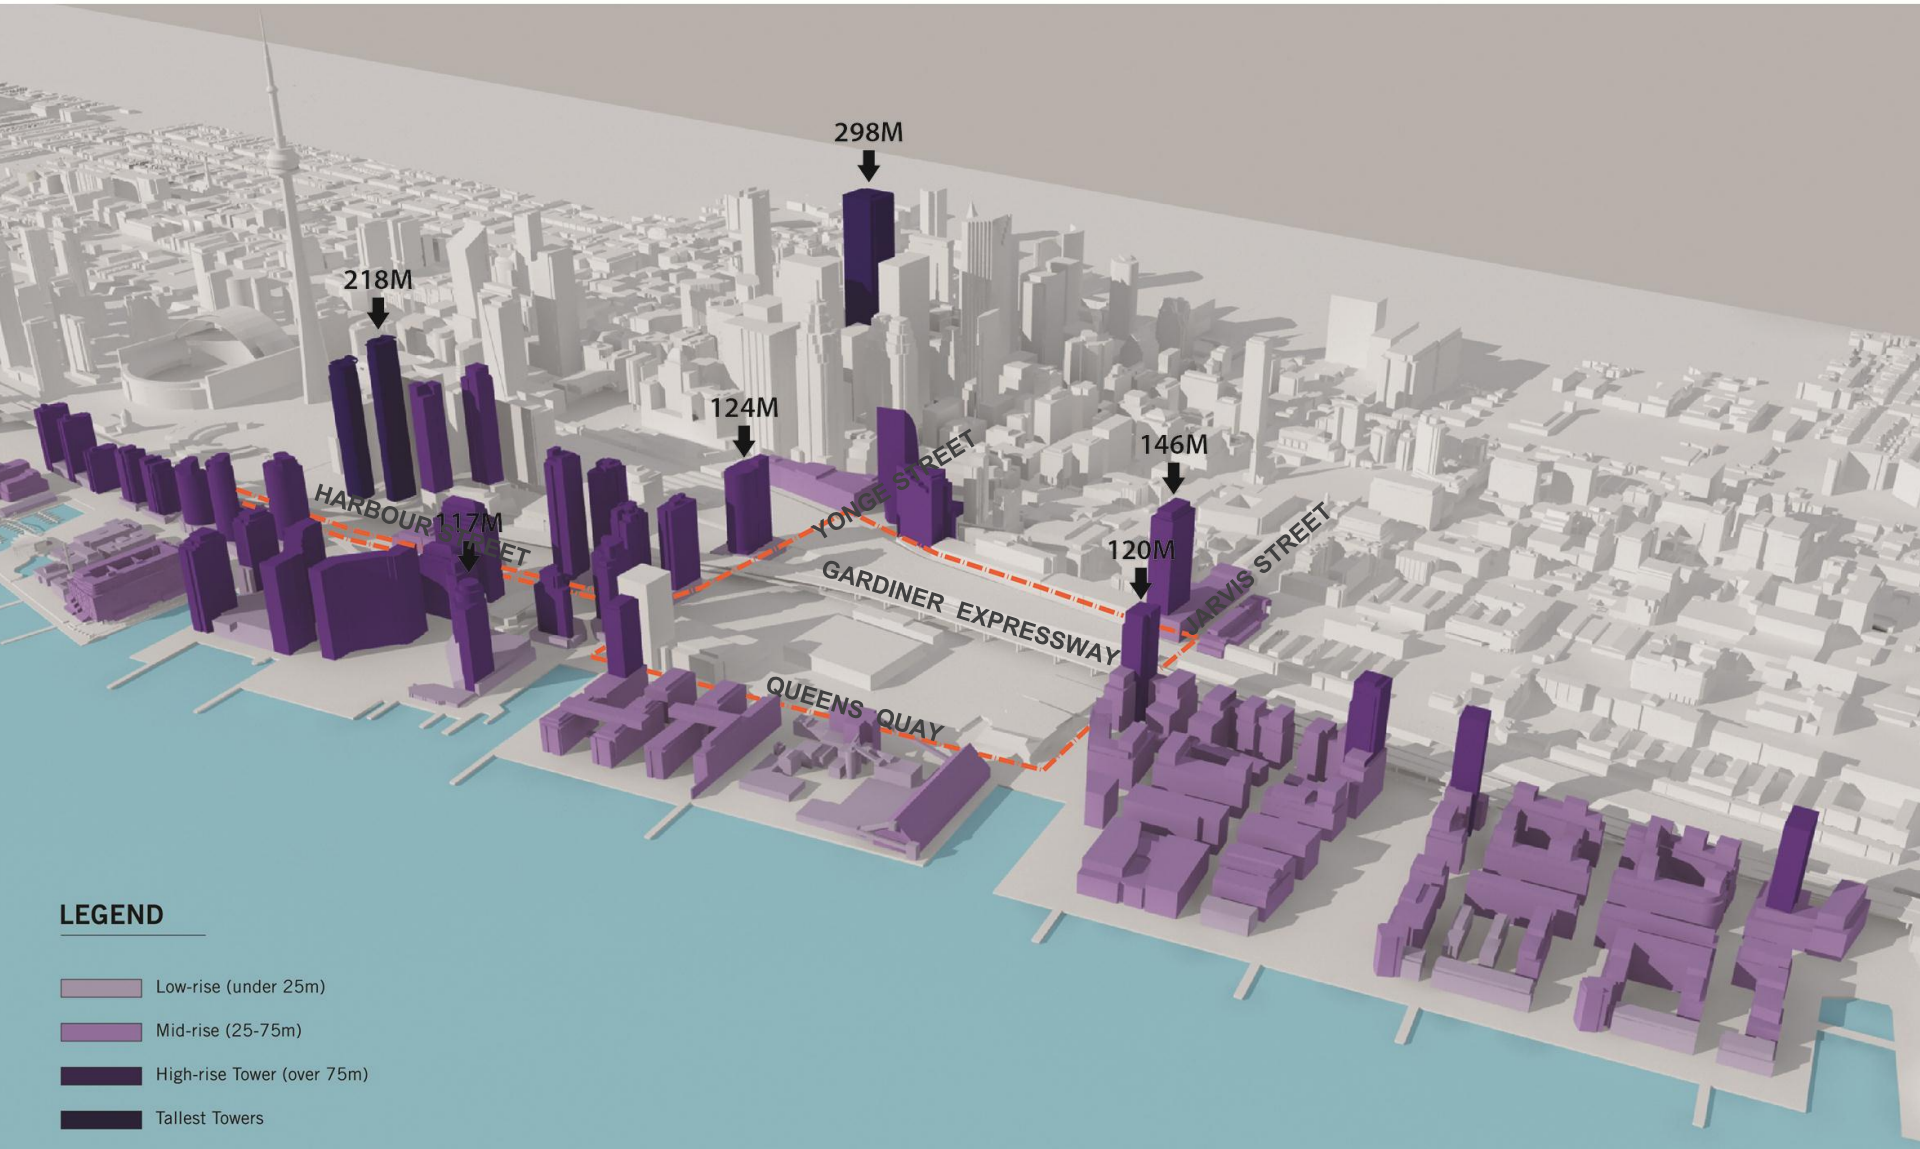 298M
218M
124M
146M
YONGE STREET
HARBOUR STREET
117M
120M
JARVIS STREET
GARDINER EXPRESSWAY
QUEENS QUAY
LEGEND
Low-rise (under 25m)
Mid-rise (25-75m)
High-rise Tower (over 75m)
Tallest Towers